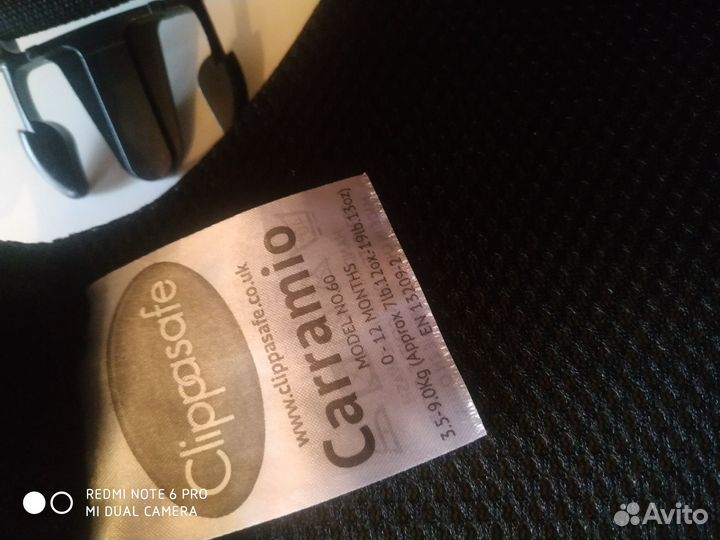 Clippasafe
www.clippasafe.co.uk
Carramio
MODEL NO.60
0 - 12 MONTHS
3.5-9.0Kg (Approx 7lb.12oz-19lb.13oz)
EN 13209-2
REDMI NOTE 6 PRO
MI DUAL CAMERA
Avito